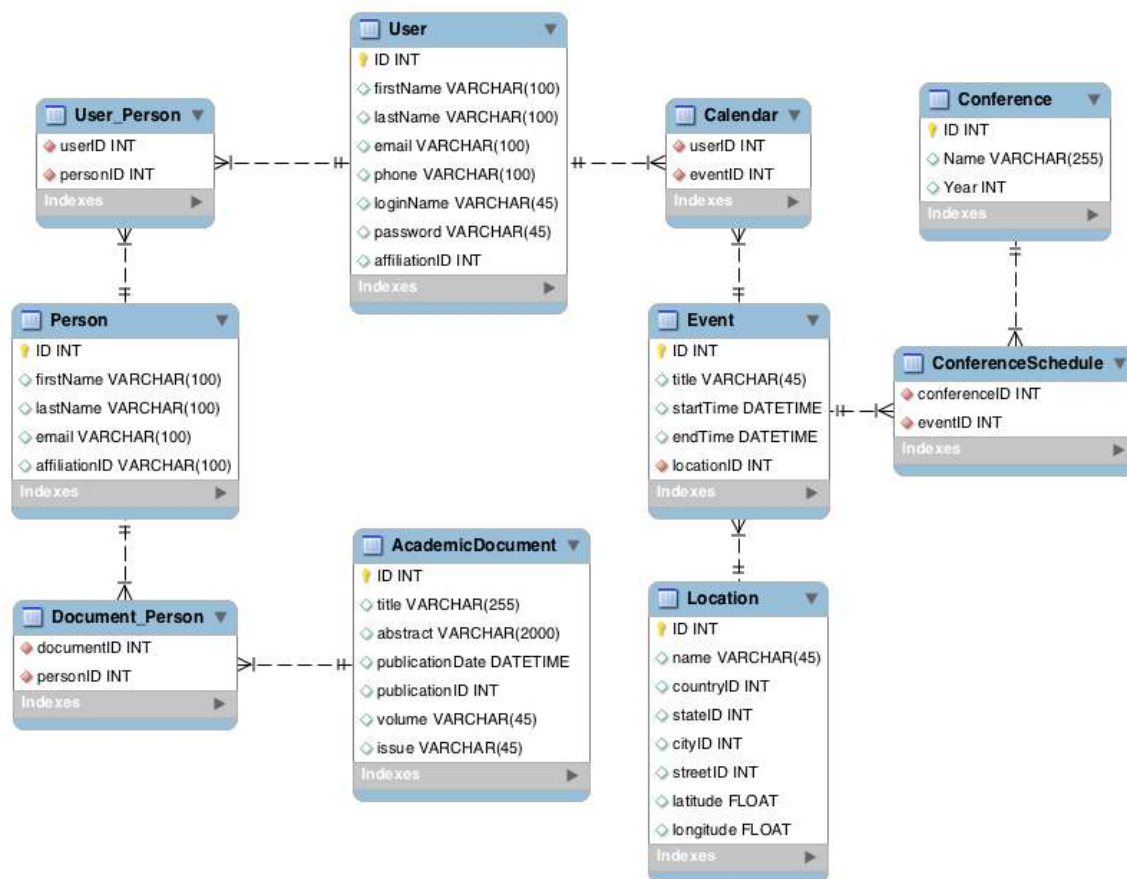 User
ID INT
firstName VARCHAR(100)
lastName VARCHAR(100)
email VARCHAR(100)
phone VARCHAR(100)
loginName VARCHAR(45)
password VARCHAR(45)
affiliationID INT
Indexes
User_Person
userID INT
personID INT
Indexes
Calendar
userID INT
eventID INT
Indexes
Conference
ID INT
Name VARCHAR(255)
Year INT
Indexes
Person
ID INT
firstName VARCHAR(100)
lastName VARCHAR(100)
email VARCHAR(100)
affiliationID VARCHAR(100)
Indexes
Event
ID INT
title VARCHAR(45)
startTime DATETIME
endTime DATETIME
locationID INT
Indexes
ConferenceSchedule
conferenceID INT
eventID INT
Indexes
AcademicDocument
ID INT
title VARCHAR(255)
abstract VARCHAR(2000)
publicationDate DATETIME
publicationID INT
volume VARCHAR(45)
issue VARCHAR(45)
Indexes
Document_Person
documentID INT
personID INT
Indexes
Location
ID INT
name VARCHAR(45)
countryID INT
stateID INT
cityID INT
streetID INT
latitude FLOAT
longitude FLOAT
Indexes